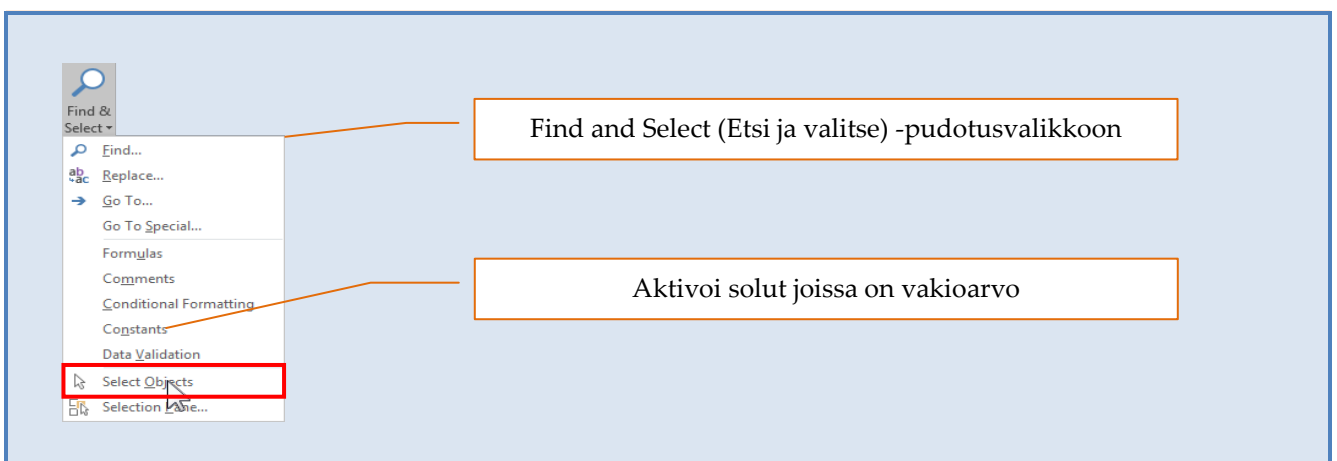 Find &
Select
Find...
Replace...
Go To...
Go To Special...
Formulas
Comments
Conditional Formatting
Constants
Data Validation
Select Objects
Selection Pane...
Find and Select (Etsi ja valitse) -pudotusvalikkoon
Aktivoi solut joissa on vakioarvo